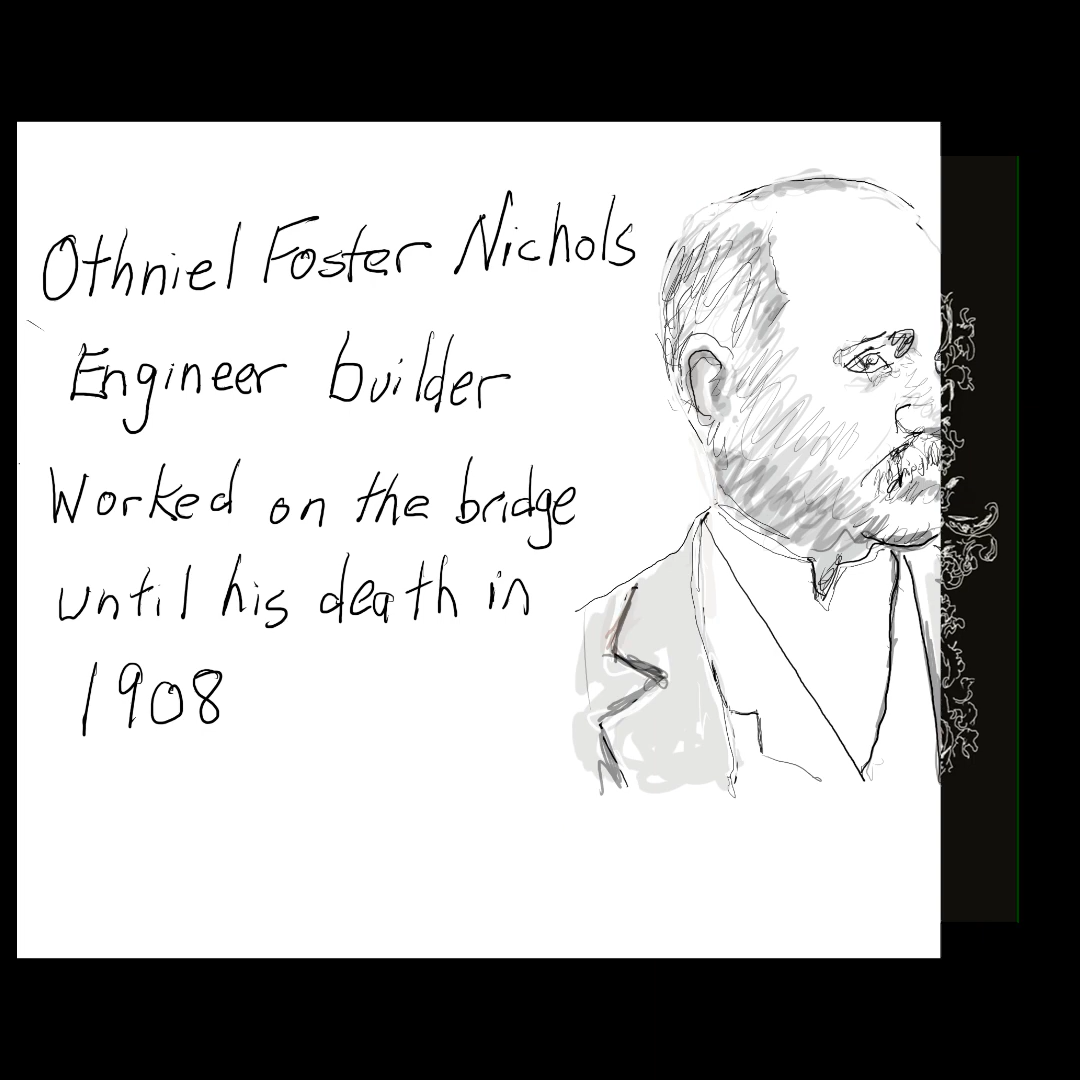 Othniel Foster Nichols
Engineer builder
Worked on the bridge
until his death in
1908